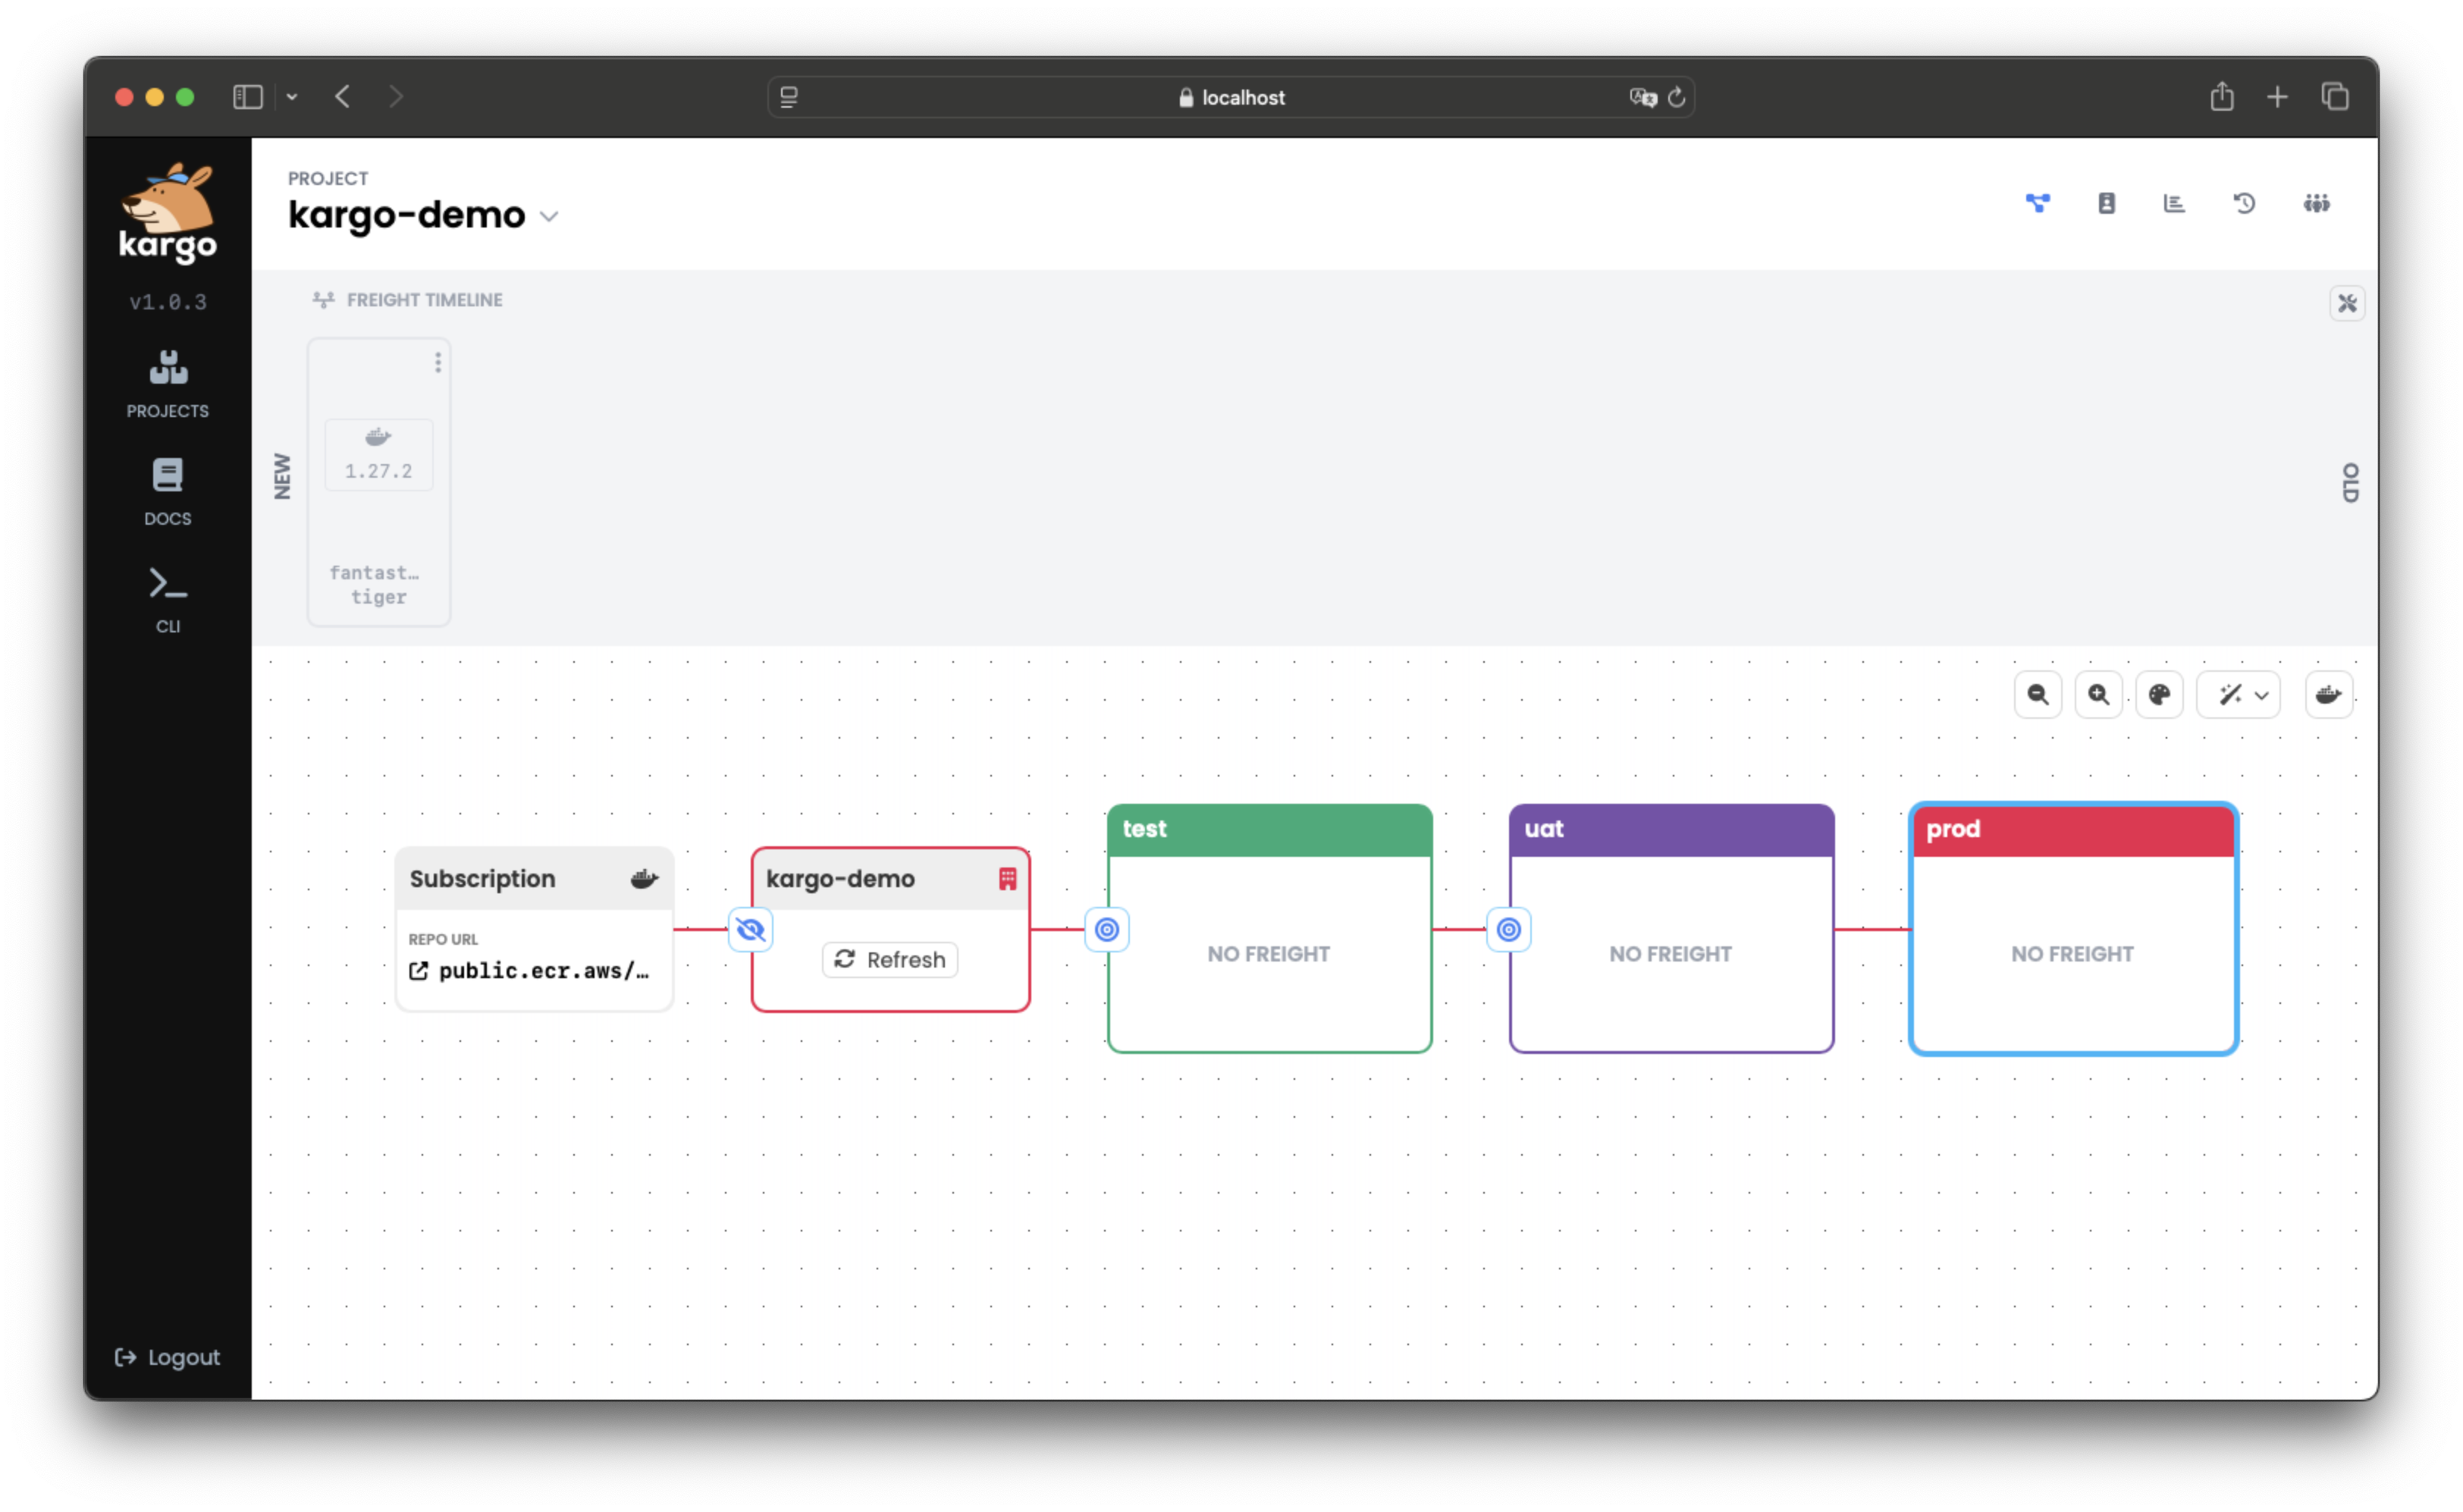 localhost
kargo
v1.0.3
PROJECTS
DOCS
CLI
Logout
PROJECT
kargo-demo
FREIGHT TIMELINE
NEW
1.27.2
fantast…
tiger
OLD
Subscription
REPO URL
public.ecr.aws/…
kargo-demo
Refresh
test
NO FREIGHT
uat
NO FREIGHT
prod
NO FREIGHT